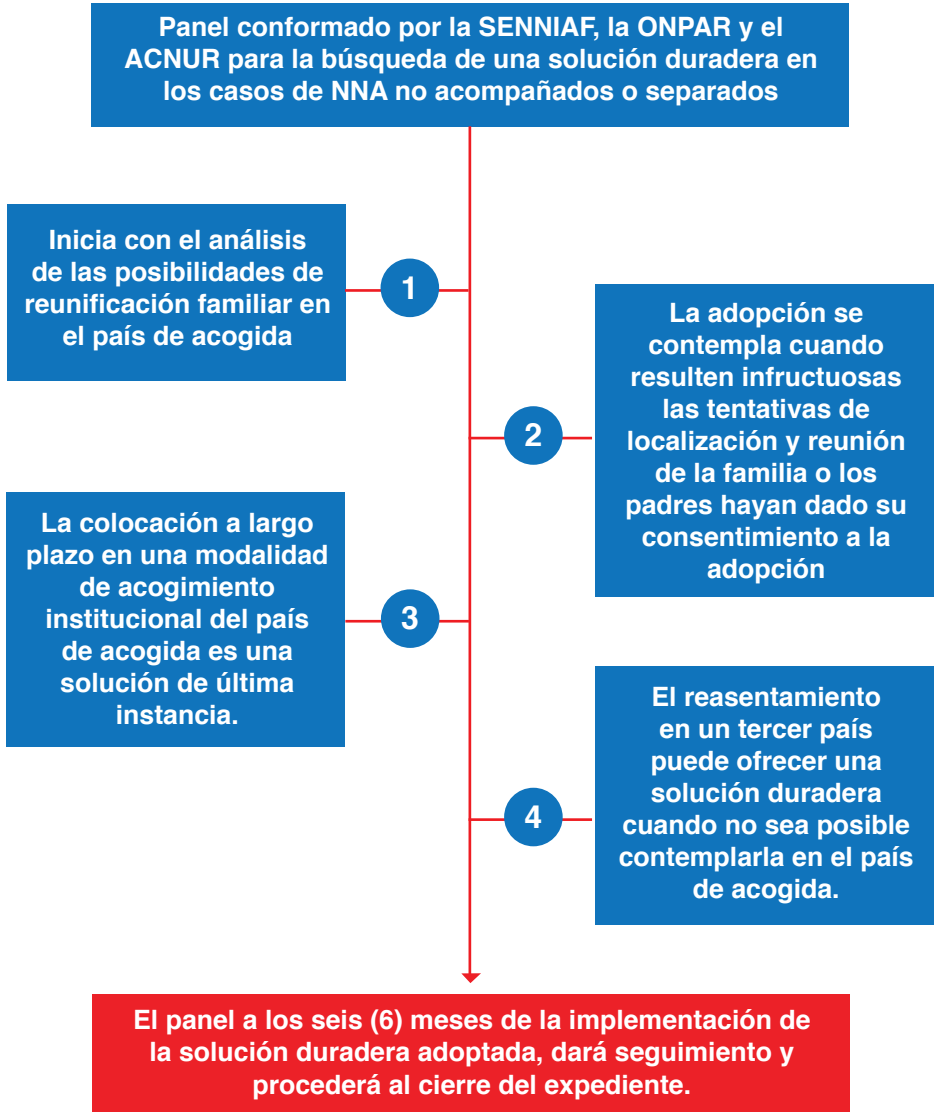 Panel conformado por la SENNIAF, la ONPAR y el
ACNUR para la búsqueda de una solución duradera en
los casos de NNA no acompañados o separados
Inicia con el análisis
de las posibilidades de
reunificación familiar en
el país de acogida
1
La adopción se
contempla cuando
resulten infructuosas
las tentativas de
localización y reunión
de la familia o los
padres hayan dado su
consentimiento a la
adopción
2
La colocación a largo
plazo en una modalidad
de acogimiento
institucional del país
de acogida es una
solución de última
instancia.
3
El reasentamiento
en un tercer país
puede ofrecer una
solución duradera
cuando no sea posible
contemplarla en el país
de acogida.
4
El panel a los seis (6) meses de la implementación de
la solución duradera adoptada, dará seguimiento y
procederá al cierre del expediente.